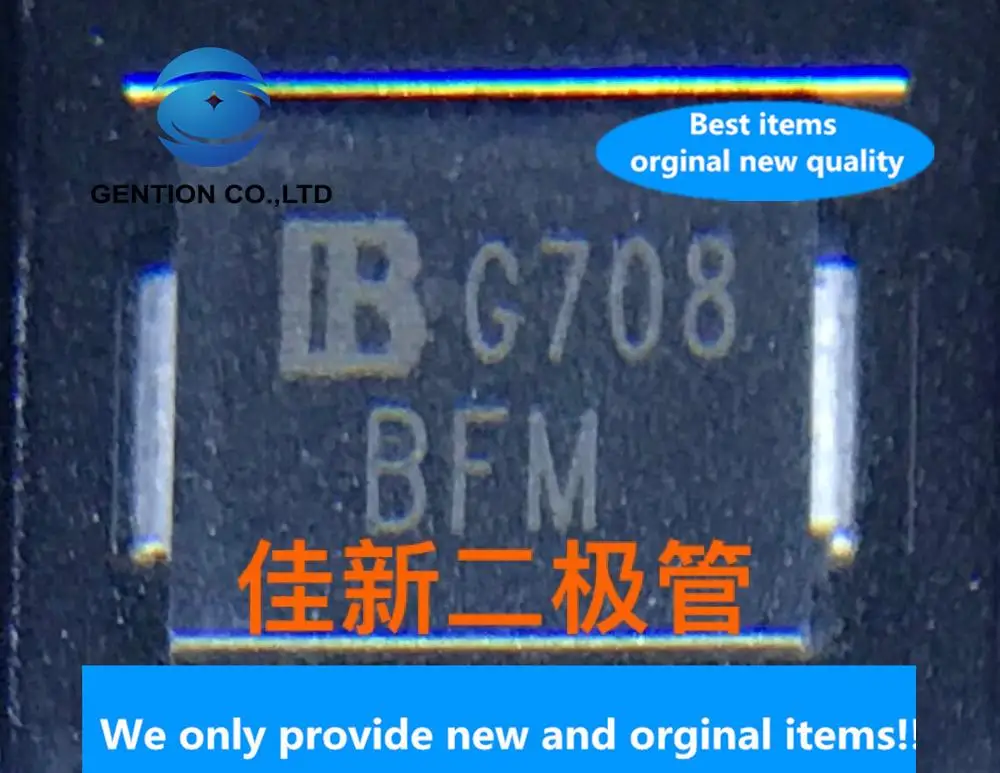 GENTION CO.,LTD
Best items
orginal new quality
B G708
BFM
佳新二极管
We only provide new and orginal items!!